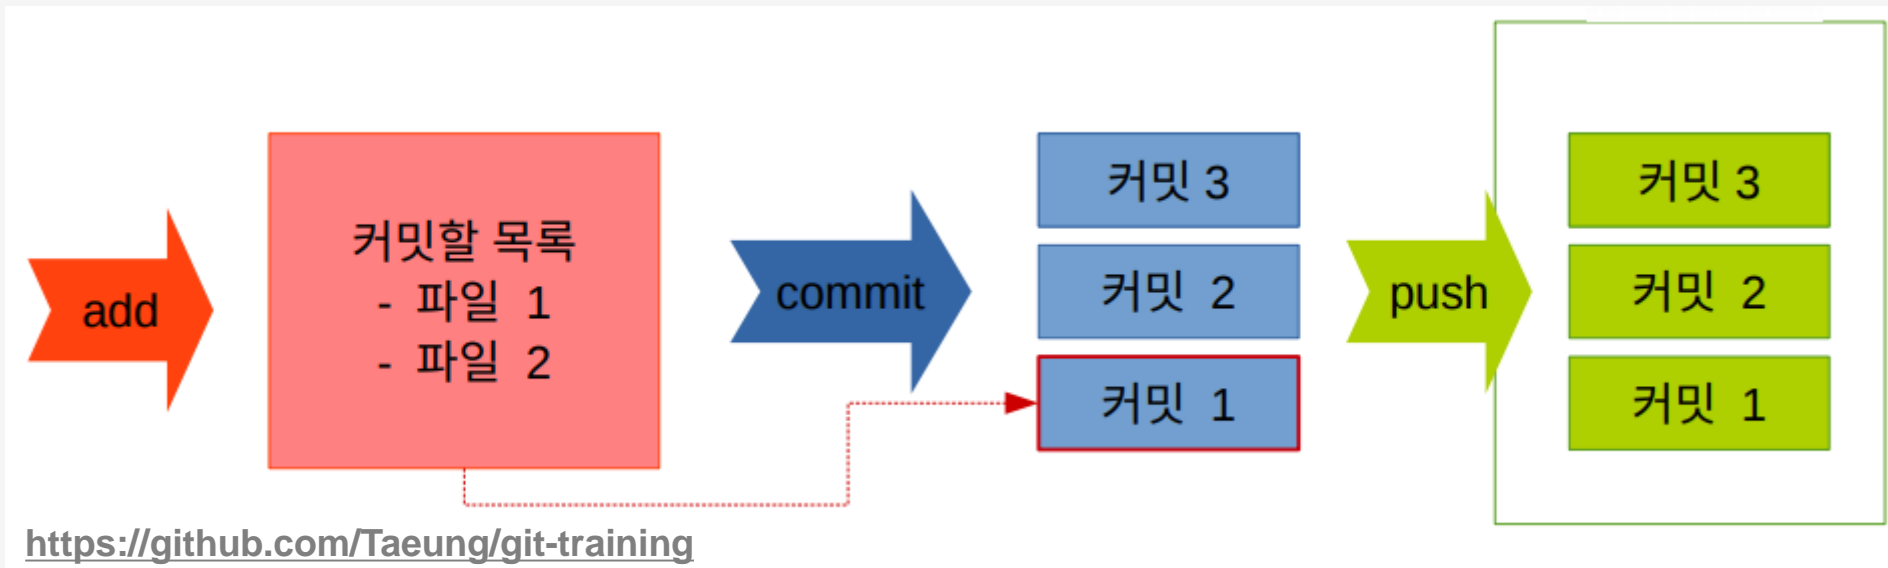 add
커밋할 목록
- 파일 1
- 파일 2
commit
커밋 3
커밋 2
커밋 1
push
커밋 3
커밋 2
커밋 1
https://github.com/Taeung/git-training